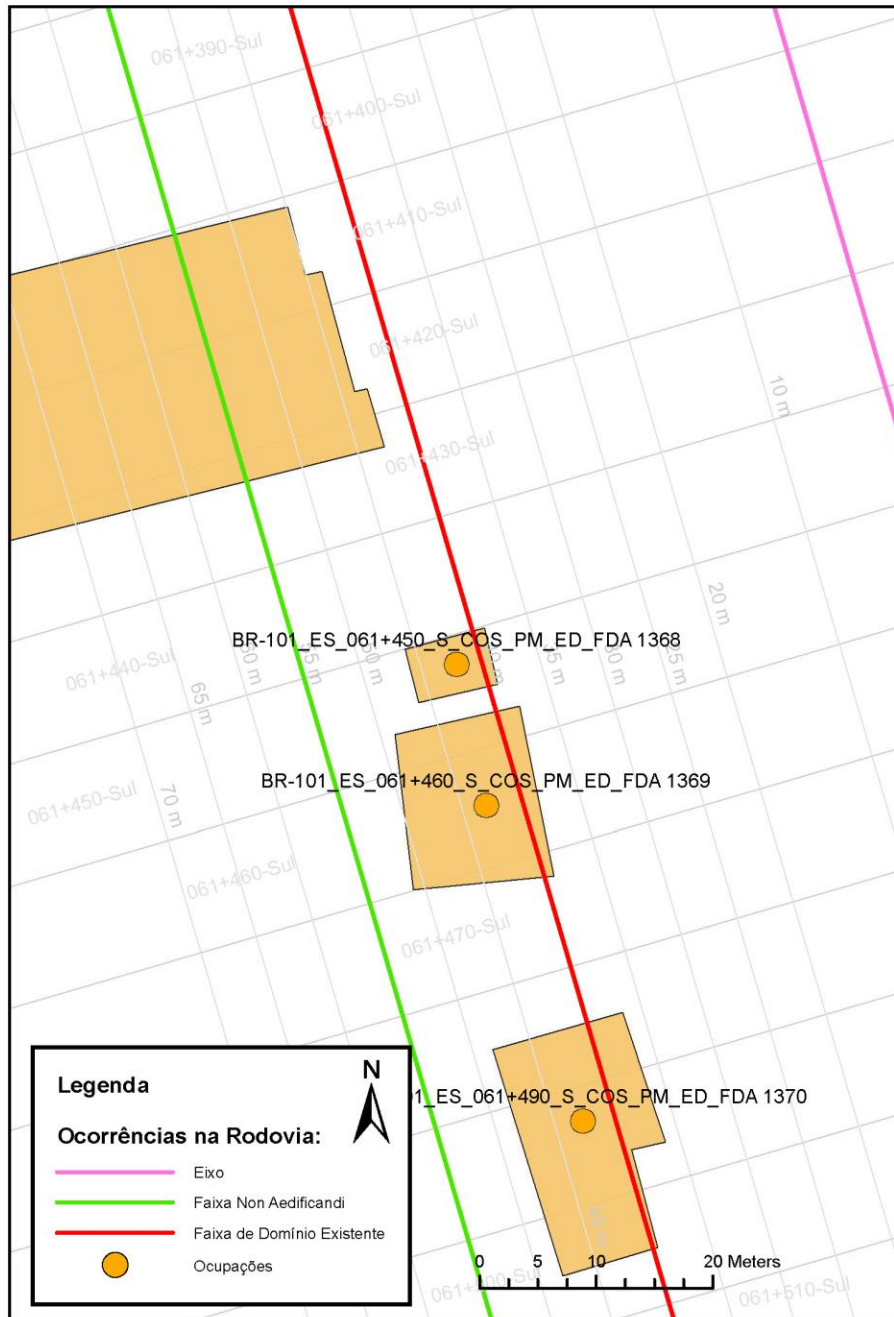 061+390-Sul
061+400-Sul
061+410-Sul
061+420-Sul
10 m
061+430-Sul
20 m
BR-101_ES_061+450_S_COS_PM_ED_FDA 1368
061+440-Sul
25 m
65 m
BR-101_ES_061+460_S_COS_PM_ED_FDA 1369
061+450-Sul
70 m
061+460-Sul
061+470-Sul
1_ES_061+490_S_COS_PM_ED_FDA 1370
Legenda
N
Ocorrências na Rodovia:
Eixo
Faixa Non Aedificandi
Faixa de Domínio Existente
Ocupações
0 5 10 20 Meters
061+510-Sul